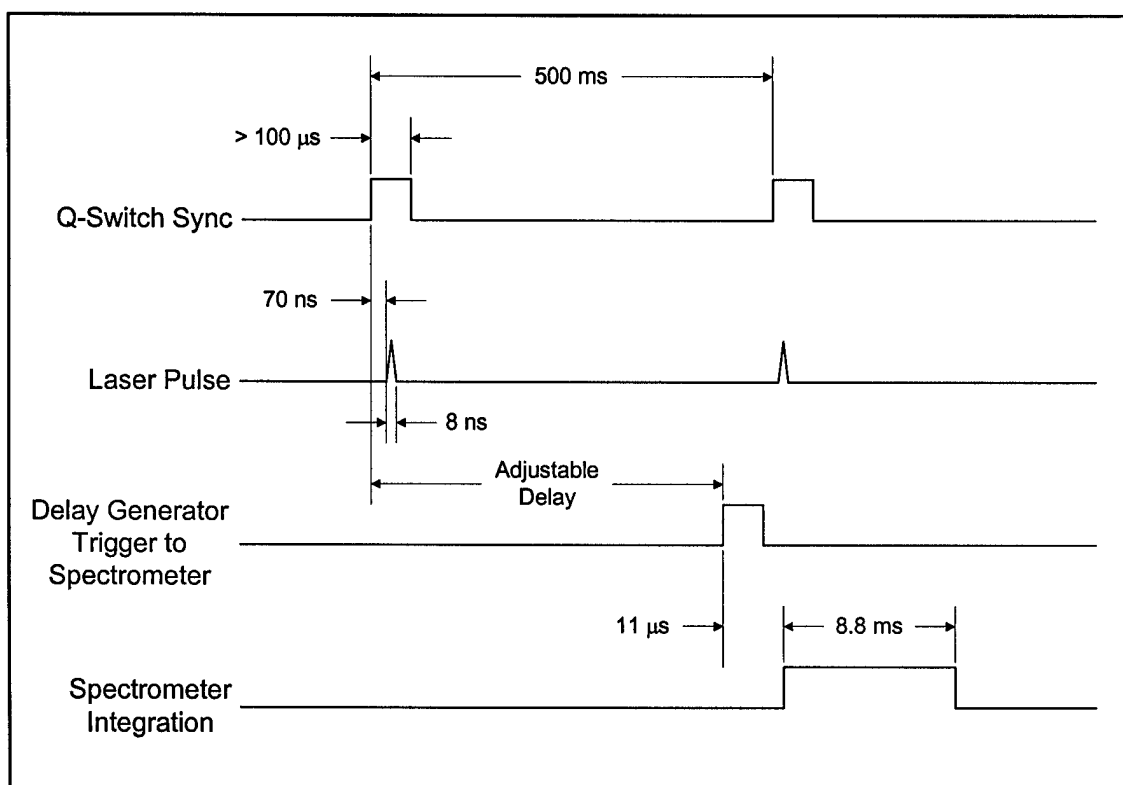 500 ms
> 100 μs
Q-Switch Sync
70 ns
Laser Pulse
8 ns
Adjustable
Delay
Delay Generator
Trigger to
Spectrometer
11 μs
8.8 ms
Spectrometer
Integration